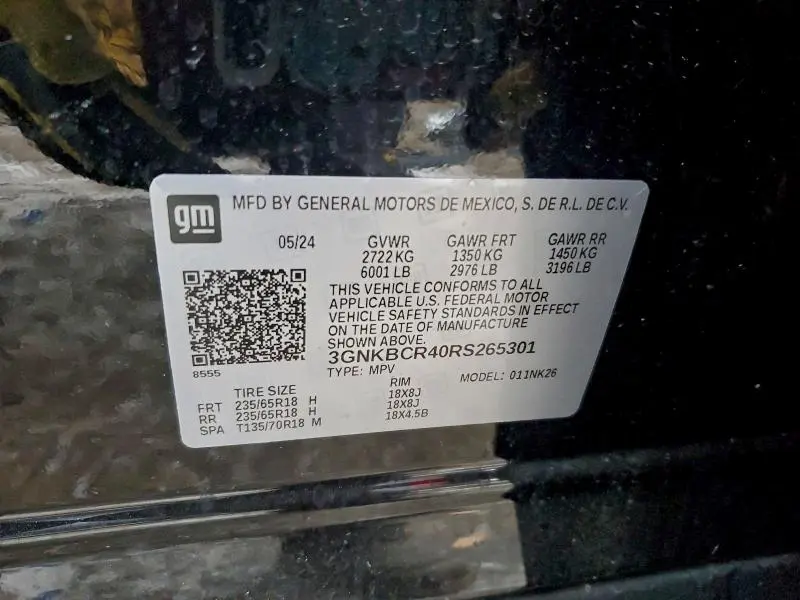 gm MFD BY GENERAL MOTORS DE MEXICO, S. DE R.L. DE C.V.
05/24 GVWR GAWR FRT GAWR RR
2722 KG 1350 KG 1450 KG
6001 LB 2976 LB 3196 LB
THIS VEHICLE CONFORMS TO ALL
APPLICABLE U.S. FEDERAL MOTOR
VEHICLE SAFETY STANDARDS IN EFFECT
ON THE DATE OF MANUFACTURE
SHOWN ABOVE.
3GNKBCR40RS265301
8555
TYPE: MPV MODEL: 011NK26
TIRE SIZE RIM
FRT 235/65R18 H 18X8J
RR 235/65R18 H 18X8J
SPA T135/70R18 M 18X4.5B